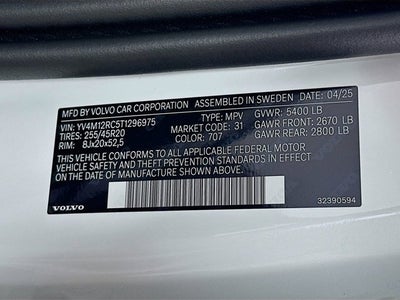 MFD BY VOLVO CAR CORPORATION ASSEMBLED IN SWEDEN 04/25
VIN: YV4M12RC5T1296975 TYPE: MPV GVWR: 5400 LB
TIRES: 255/45R20 MARKET CODE: 31 GAWR FRONT: 2670 LB
RIM: 8Jx20x52,5 COLOR: 707 GAWR REAR: 2800 LB
THIS VEHICLE CONFORMS TO ALL APPLICABLE FEDERAL MOTOR
VEHICLE SAFETY AND THEFT PREVENTION STANDARDS IN EFFECT
ON THE DATE OF MANUFACTURE SHOWN ABOVE.
VOLVO 32390594